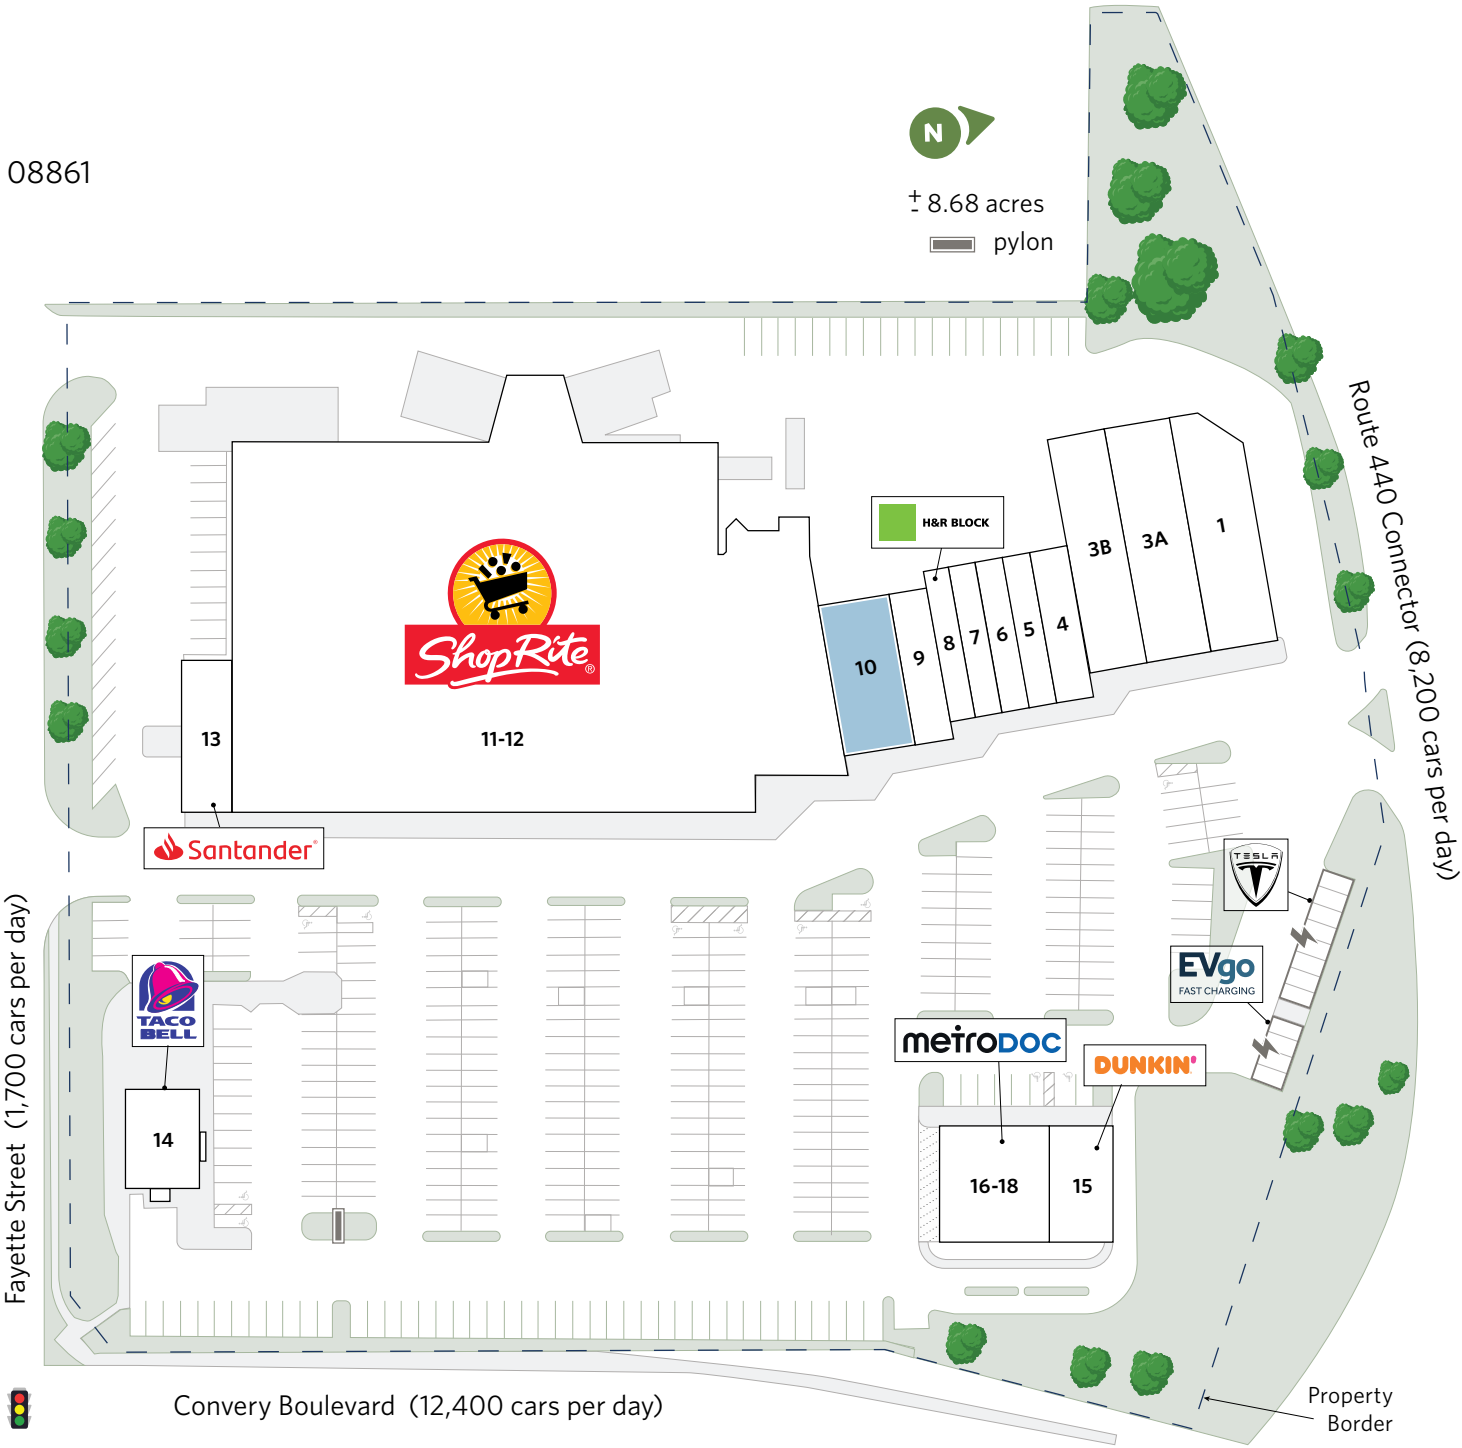 08861
N
± 8.68 acres
pylon
Route 440 Connector (8,200 cars per day)
H&R BLOCK
1
3A
3B
4
5
6
7
8
9
10
ShopRite®
11-12
13
Santander
TESLA
EVgo
FAST CHARGING
TACO
BELL
metroDOC
DUNKIN'
14
16-18
15
Fayette Street (1,700 cars per day)
Convery Boulevard (12,400 cars per day)
Property
Border